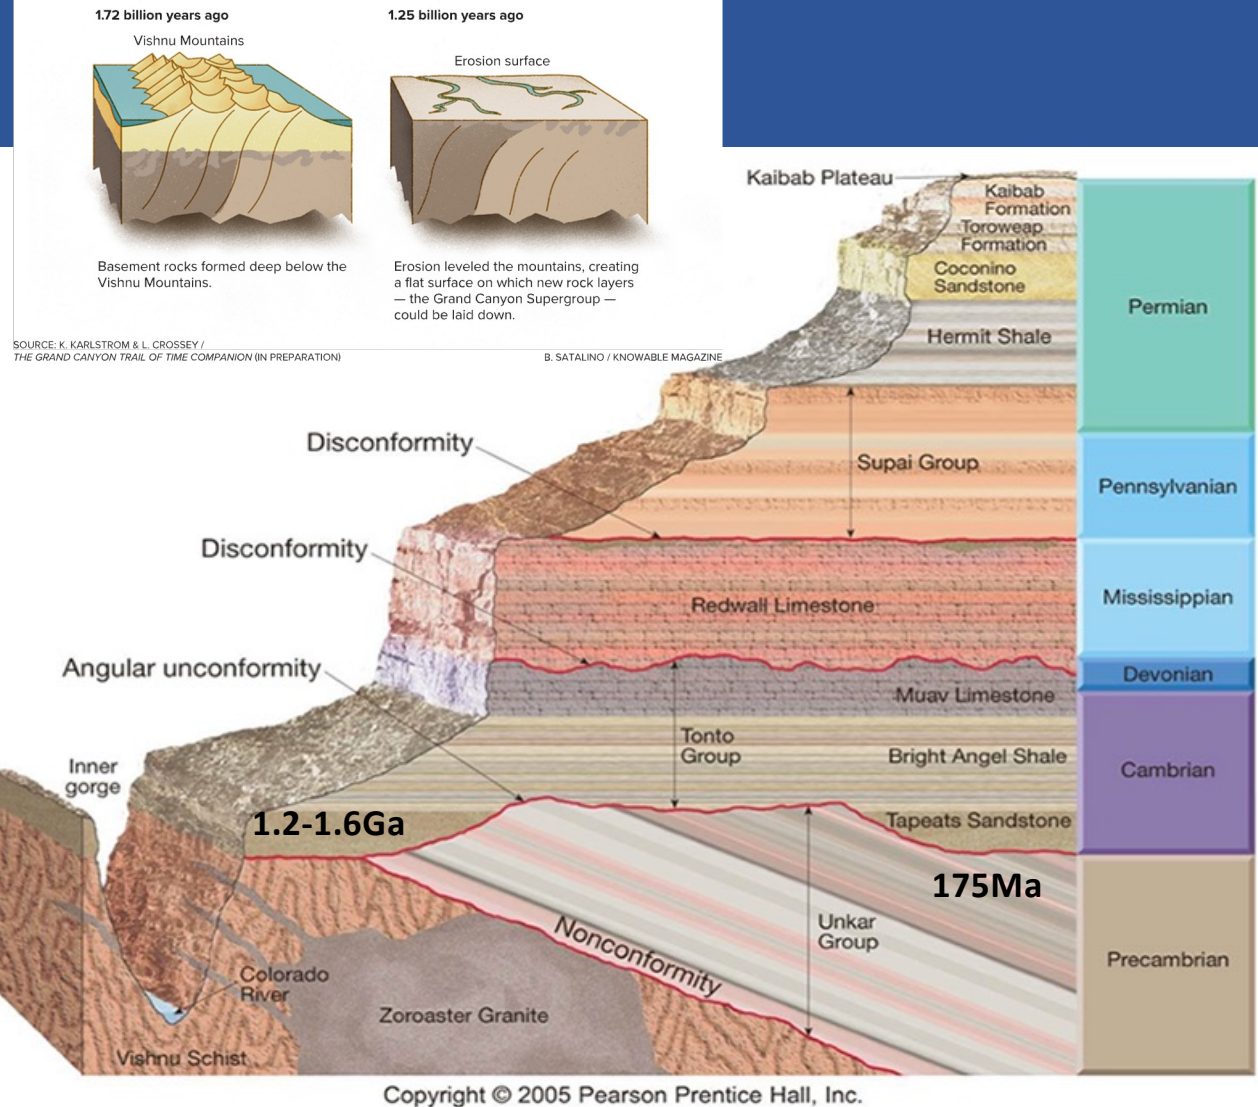 1.72 billion years ago
Vishnu Mountains
Basement rocks formed deep below the
Vishnu Mountains.
1.25 billion years ago
Erosion surface
Erosion leveled the mountains, creating
a flat surface on which new rock layers
— the Grand Canyon Supergroup —
could be laid down.
SOURCE: K. KARLSTROM & L. CROSSEY /
THE GRAND CANYON TRAIL OF TIME COMPANION (IN PREPARATION)
B. SATALINO / KNOWABLE MAGAZINE
Kaibab Plateau
Kaibab
Formation
Toroweap
Formation
Coconino
Sandstone
Hermit Shale
Permian
Disconformity
Supai Group
Pennsylvanian
Disconformity
Redwall Limestone
Mississippian
Angular unconformity
Devonian
Muav Limestone
Tonto
Group
Bright Angel Shale
Cambrian
Inner
gorge
1.2-1.6Ga
Tapeats Sandstone
175Ma
Unkar
Group
Nonconformity
Precambrian
Colorado
River
Zoroaster Granite
Vishnu Schist
Copyright © 2005 Pearson Prentice Hall, Inc.